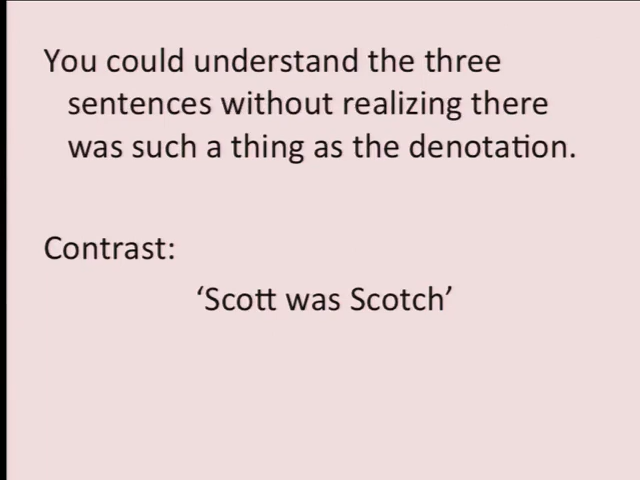 You could understand the three
sentences without realizing there
was such a thing as the denotation.
Contrast:
‘Scott was Scotch’